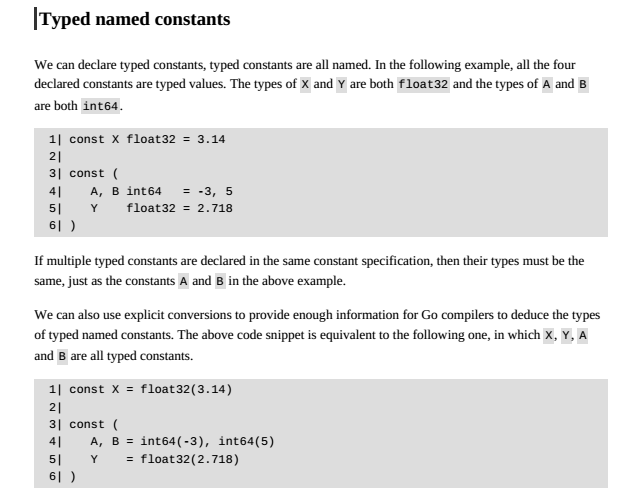 Typed named constants
We can declare typed constants, typed constants are all named. In the following example, all the four
declared constants are typed values. The types of X and Y are both float32 and the types of A and B
are both int64.
1| const X float32 = 3.14
2|
3| const (
4|    A, B int64   = -3, 5
5|    Y    float32 = 2.718
6| )
If multiple typed constants are declared in the same constant specification, then their types must be the
same, just as the constants A and B in the above example.
We can also use explicit conversions to provide enough information for Go compilers to deduce the types
of typed named constants. The above code snippet is equivalent to the following one, in which X, Y, A
and B are all typed constants.
1| const X = float32(3.14)
2|
3| const (
4|    A, B = int64(-3), int64(5)
5|    Y    = float32(2.718)
6| )